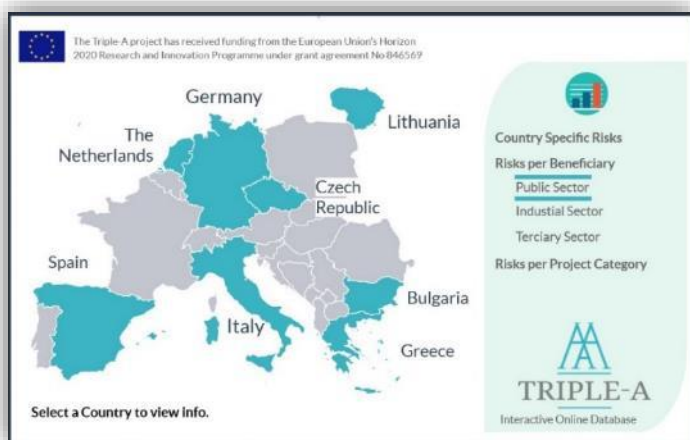 The Triple-A project has received funding from the European Union's Horizon
2020 Research and Innovation Programme under grant agreement No 846569
Germany
Lithuania
The
Netherlands
Czech
Republic
Spain
Bulgaria
Italy
Greece
Select a Country to view info.
Country Specific Risks
Risks per Beneficiary
Public Sector
Industial Sector
Terciary Sector
Risks per Project Category
TRIPLE-A
Interactive Online Database